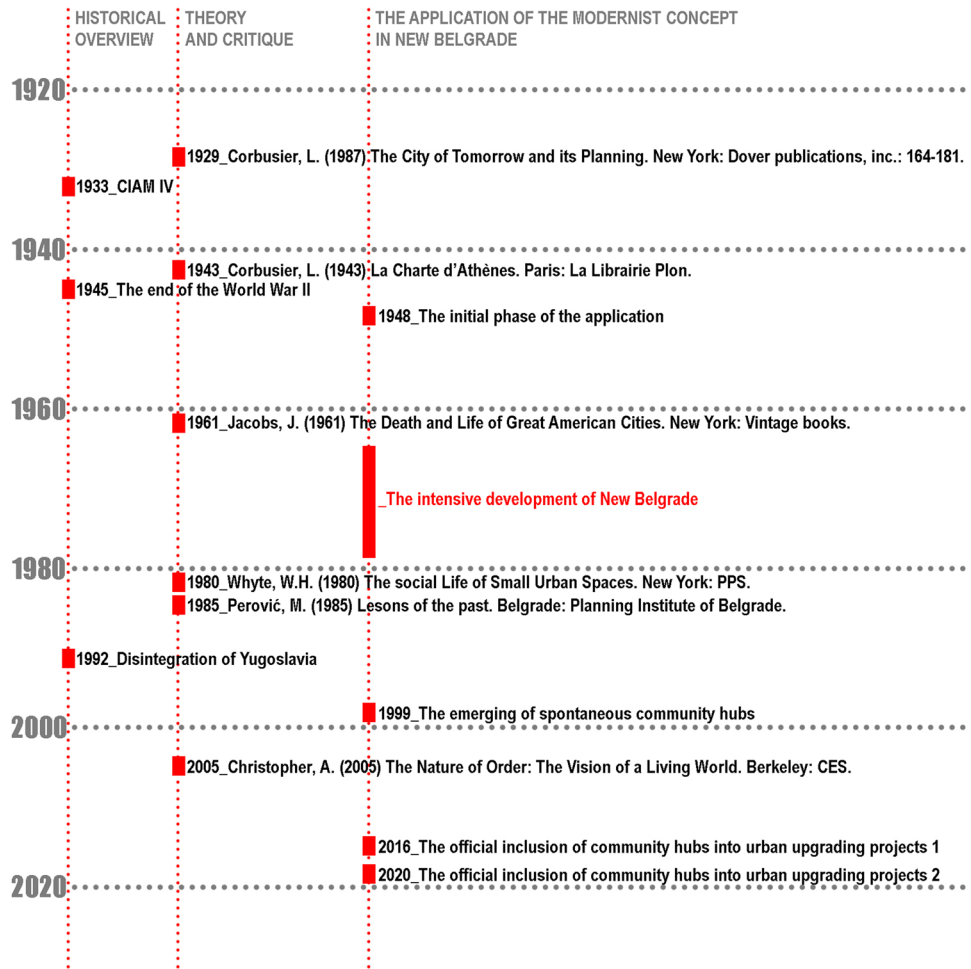 HISTORICAL OVERVIEW
THEORY AND CRITIQUE
THE APPLICATION OF THE MODERNIST CONCEPT IN NEW BELGRADE
1920
1929_Corbusier, L. (1987) The City of Tomorrow and its Planning. New York: Dover publications, inc.: 164-181.
1933_CIAM IV
1940
1943_Corbusier, L. (1943) La Charte d'Athènes. Paris: La Librairie Plon.
1945_The end of the World War II
1948_The initial phase of the application
1960
1961_Jacobs, J. (1961) The Death and Life of Great American Cities. New York: Vintage books.
_The intensive development of New Belgrade
1980
1980_Whyte, W.H. (1980) The social Life of Small Urban Spaces. New York: PPS.
1985_Perović, M. (1985) Lesons of the past. Belgrade: Planning Institute of Belgrade.
1992_Disintegration of Yugoslavia
1999_The emerging of spontaneous community hubs
2000
2005_Christopher, A. (2005) The Nature of Order: The Vision of a Living World. Berkeley: CES.
2016_The official inclusion of community hubs into urban upgrading projects 1
2020_The official inclusion of community hubs into urban upgrading projects 2
2020